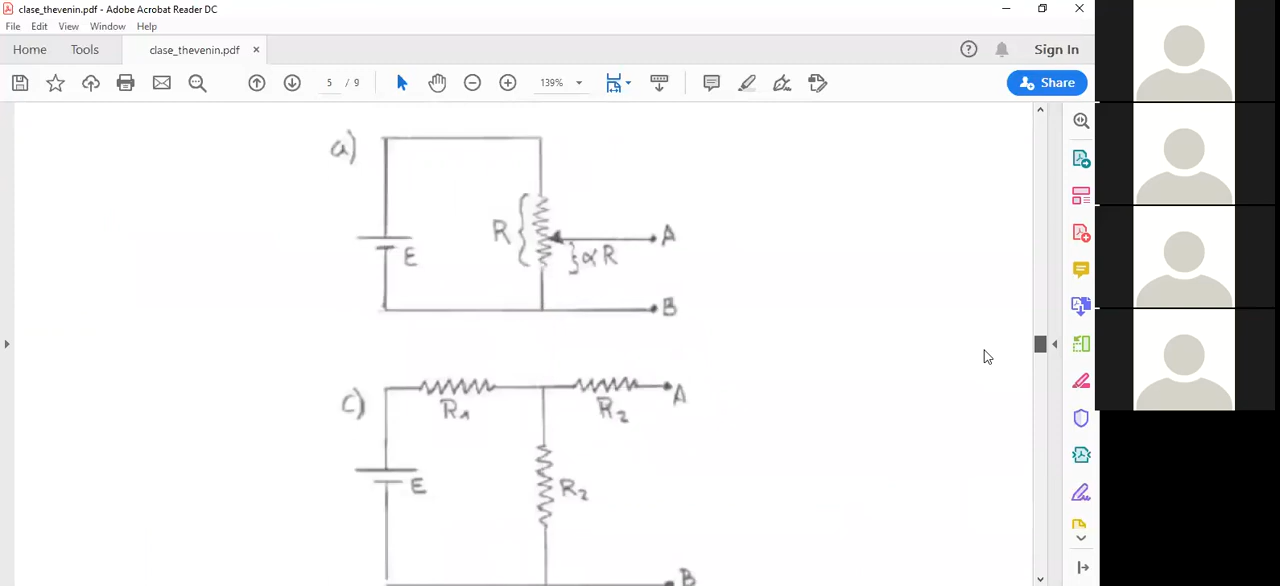 clase_thevenin.pdf - Adobe Acrobat Reader DC
File Edit View Window Help
Home Tools clase_thevenin.pdf × Sign In
5 / 9 139% Share
a)
R
αR
A
E
B
c)
R1
R2
A
E
R2
B